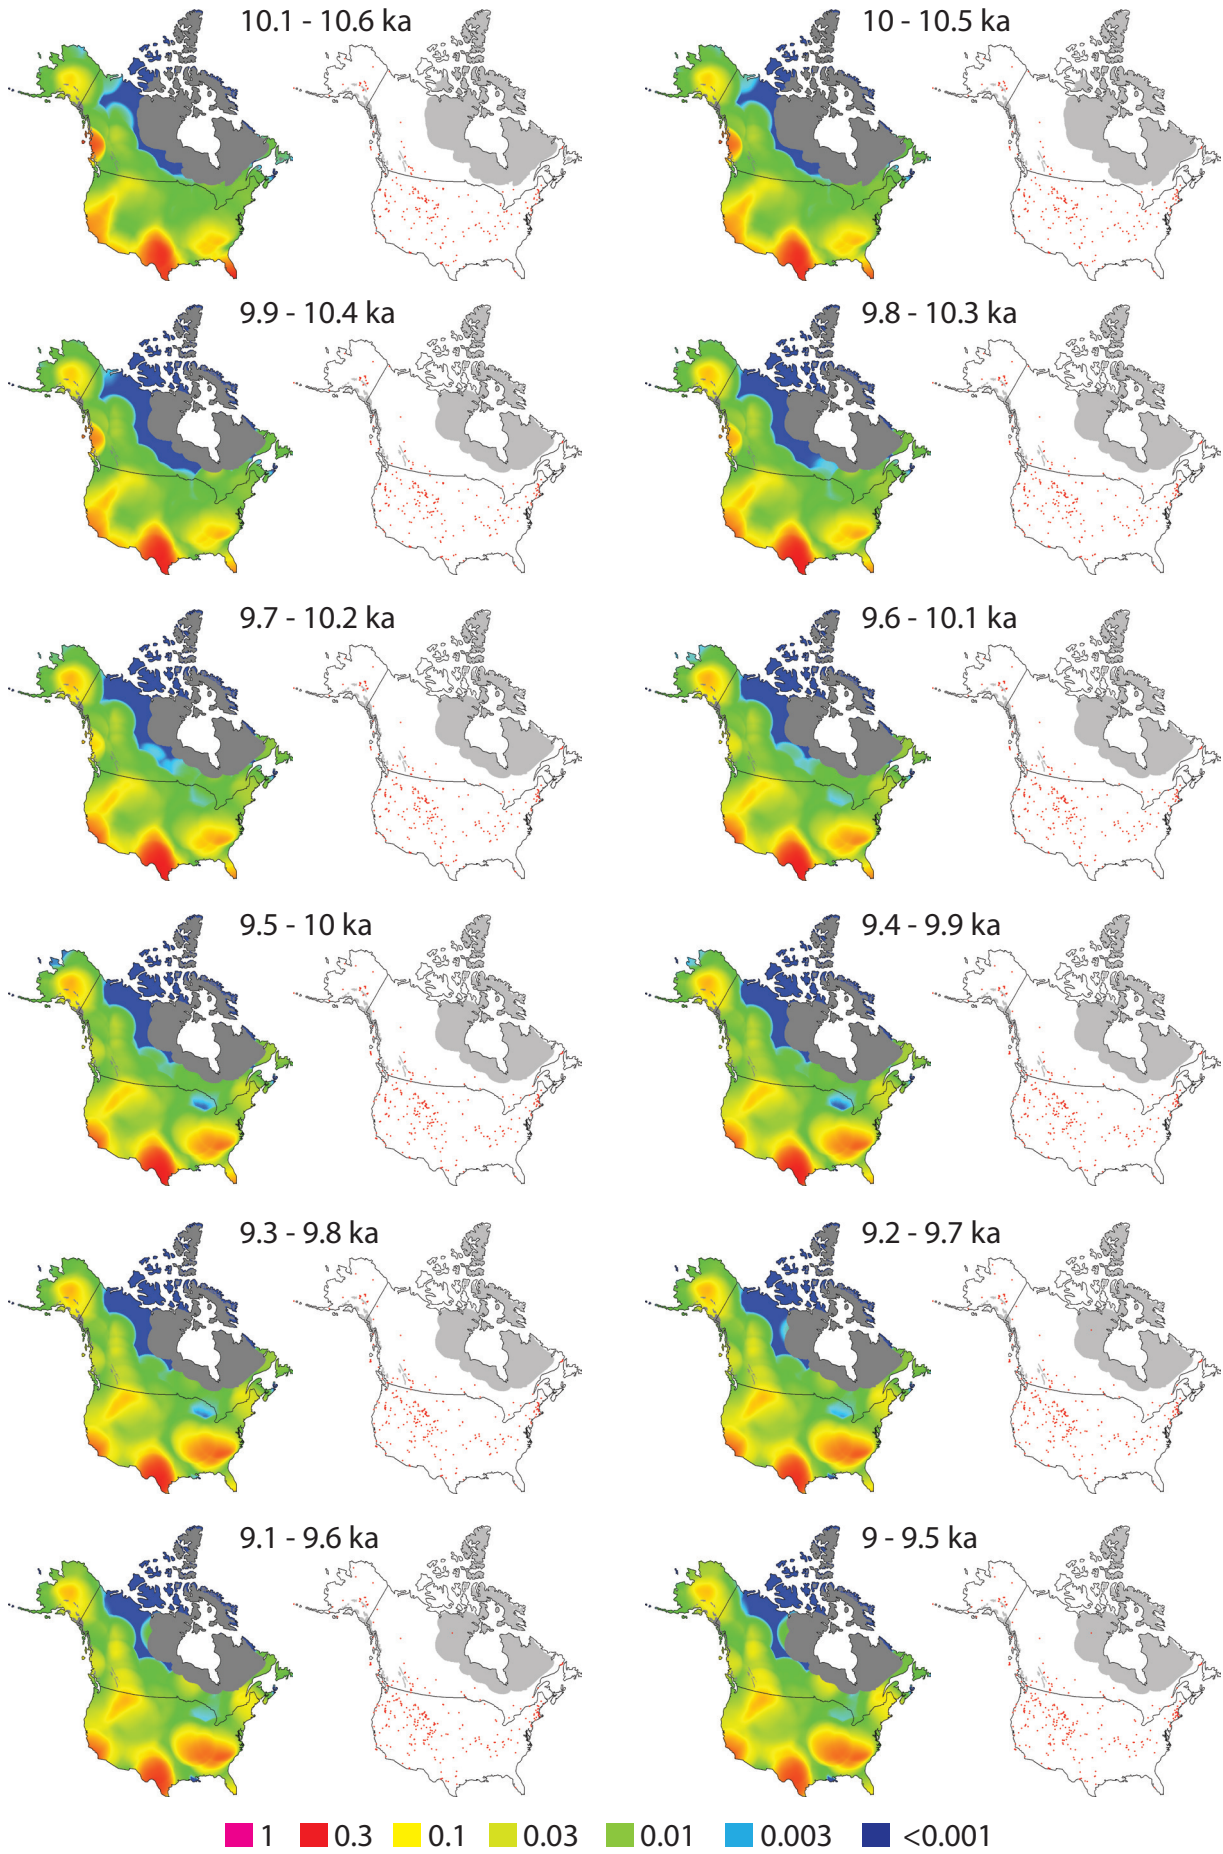 10.1 - 10.6 ka
10 - 10.5 ka
9.9 - 10.4 ka
9.8 - 10.3 ka
9.7 - 10.2 ka
9.6 - 10.1 ka
9.5 - 10 ka
9.4 - 9.9 ka
9.3 - 9.8 ka
9.2 - 9.7 ka
9.1 - 9.6 ka
9 - 9.5 ka
1 0.3 0.1 0.03 0.01 0.003 <0.001